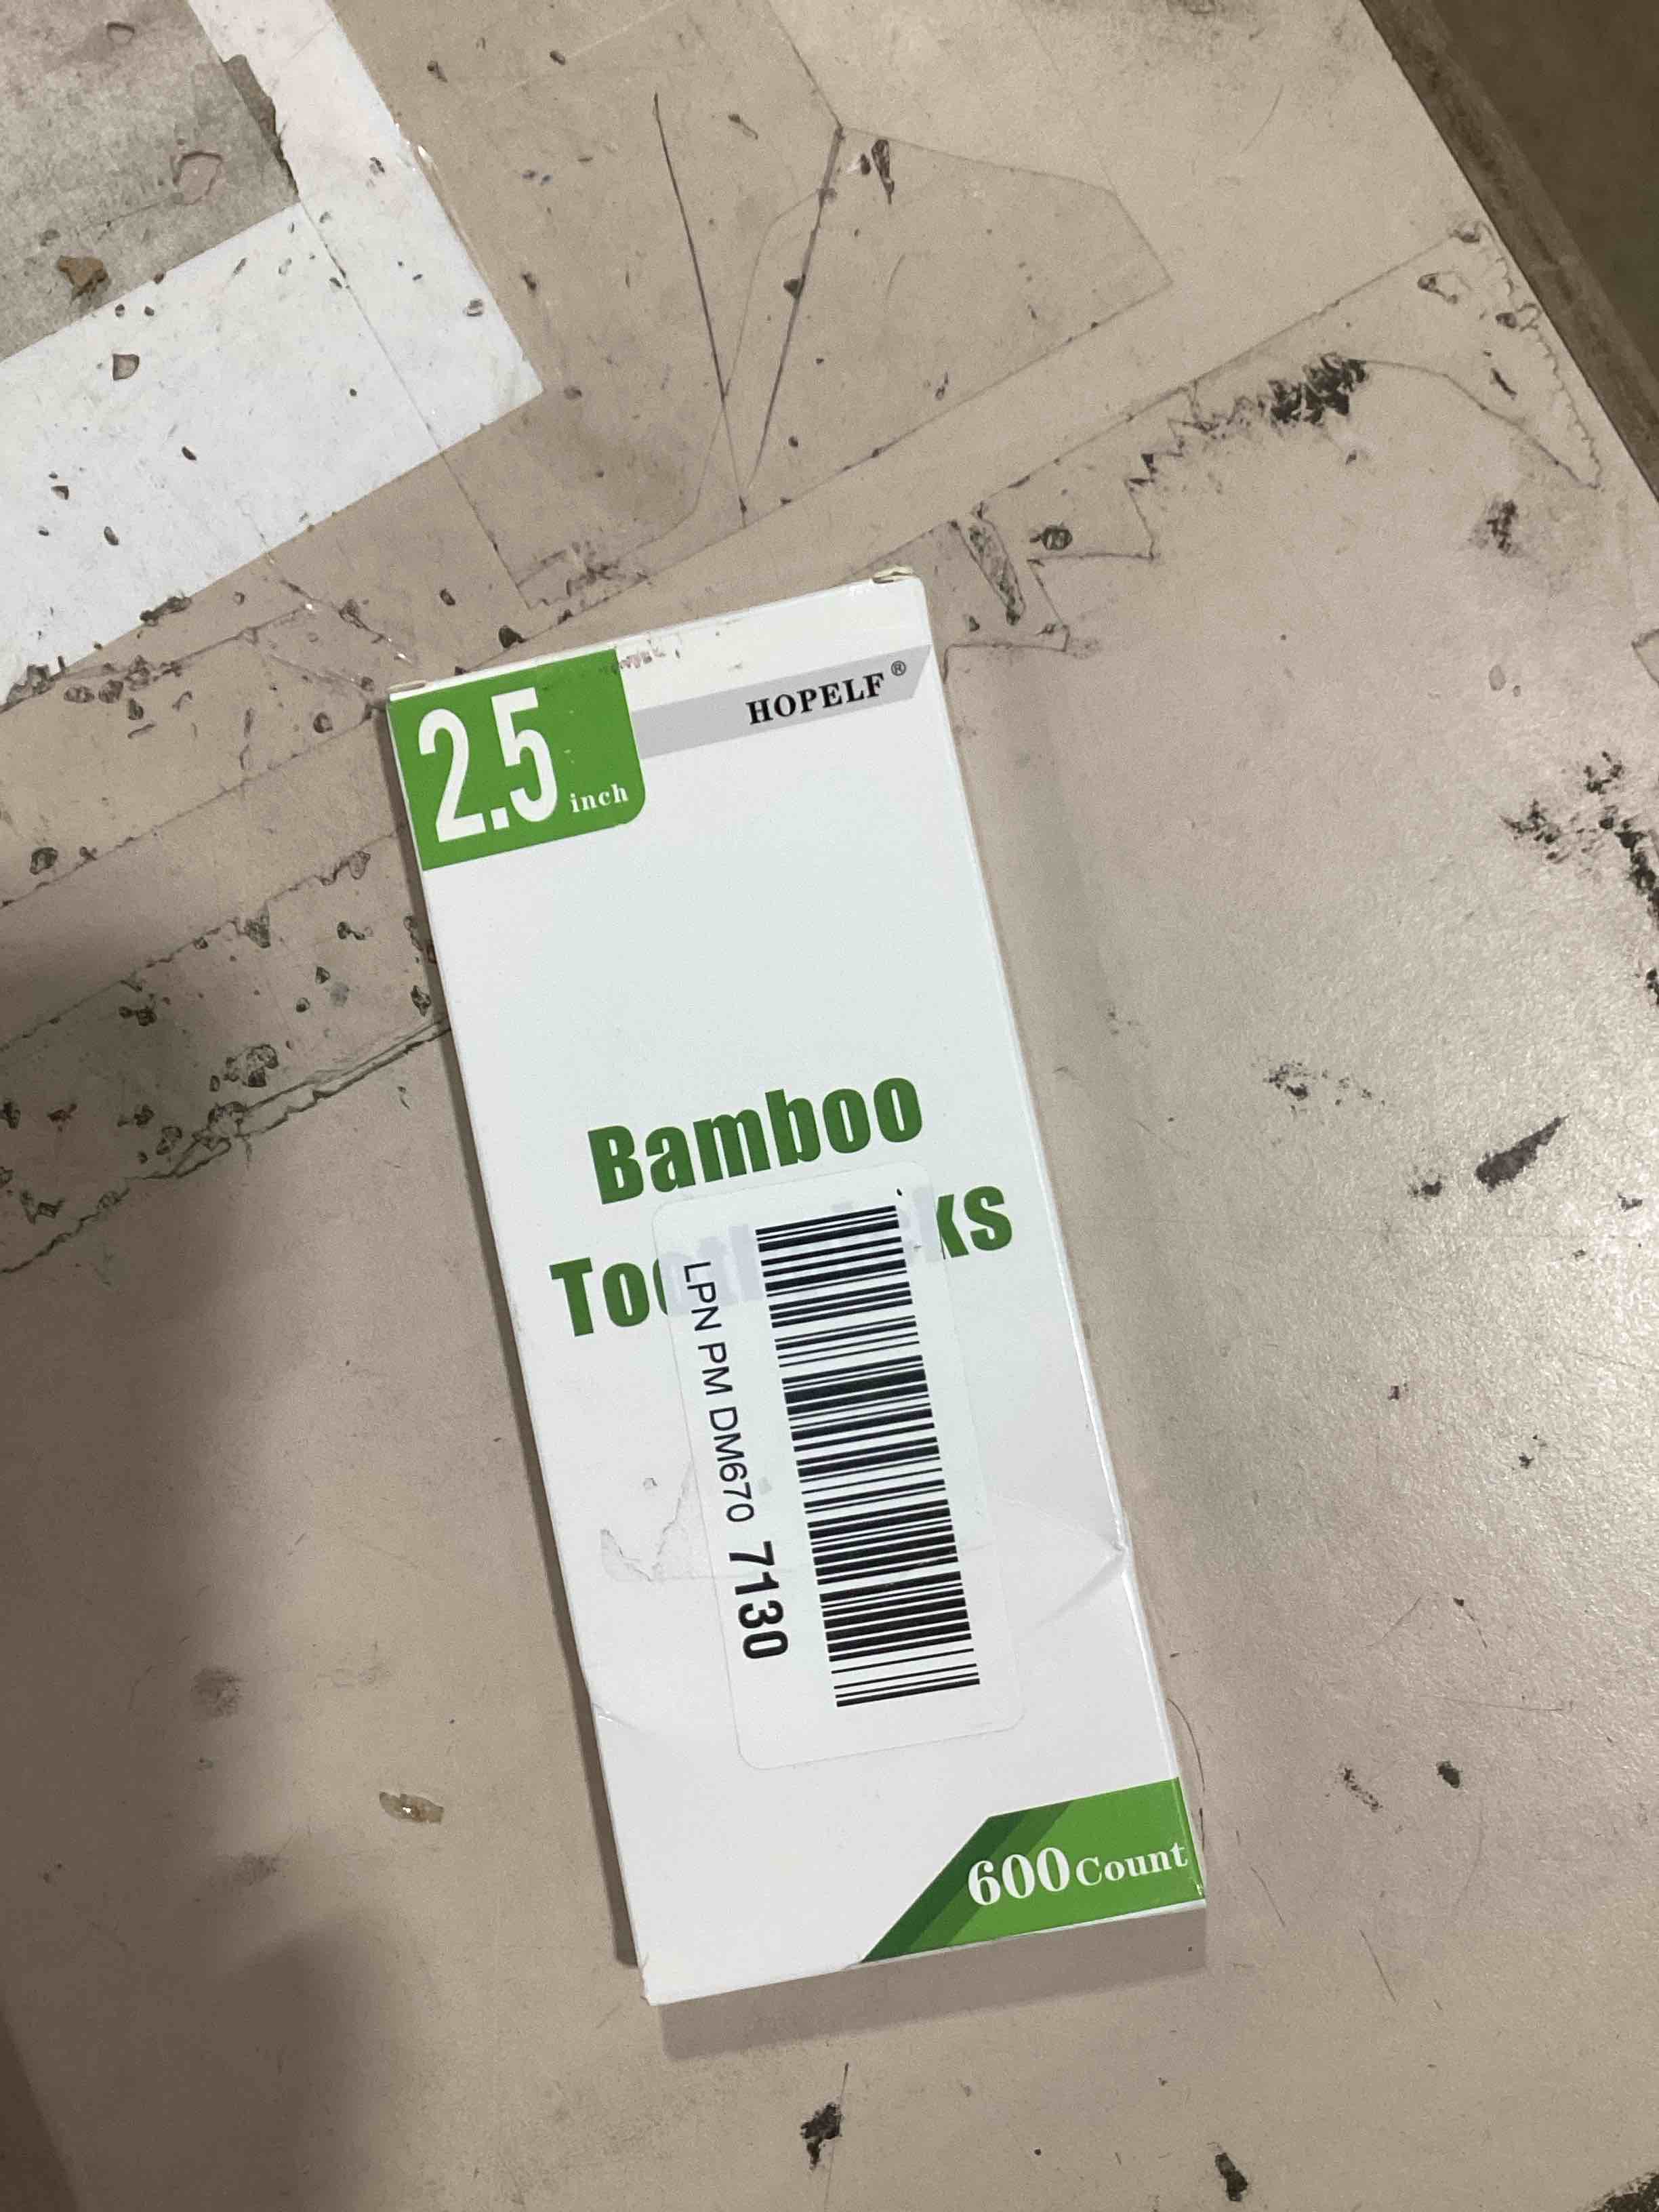 2.5 inch
HOPELF®
Bamboo
LPN PM DM670 7130
600 Count